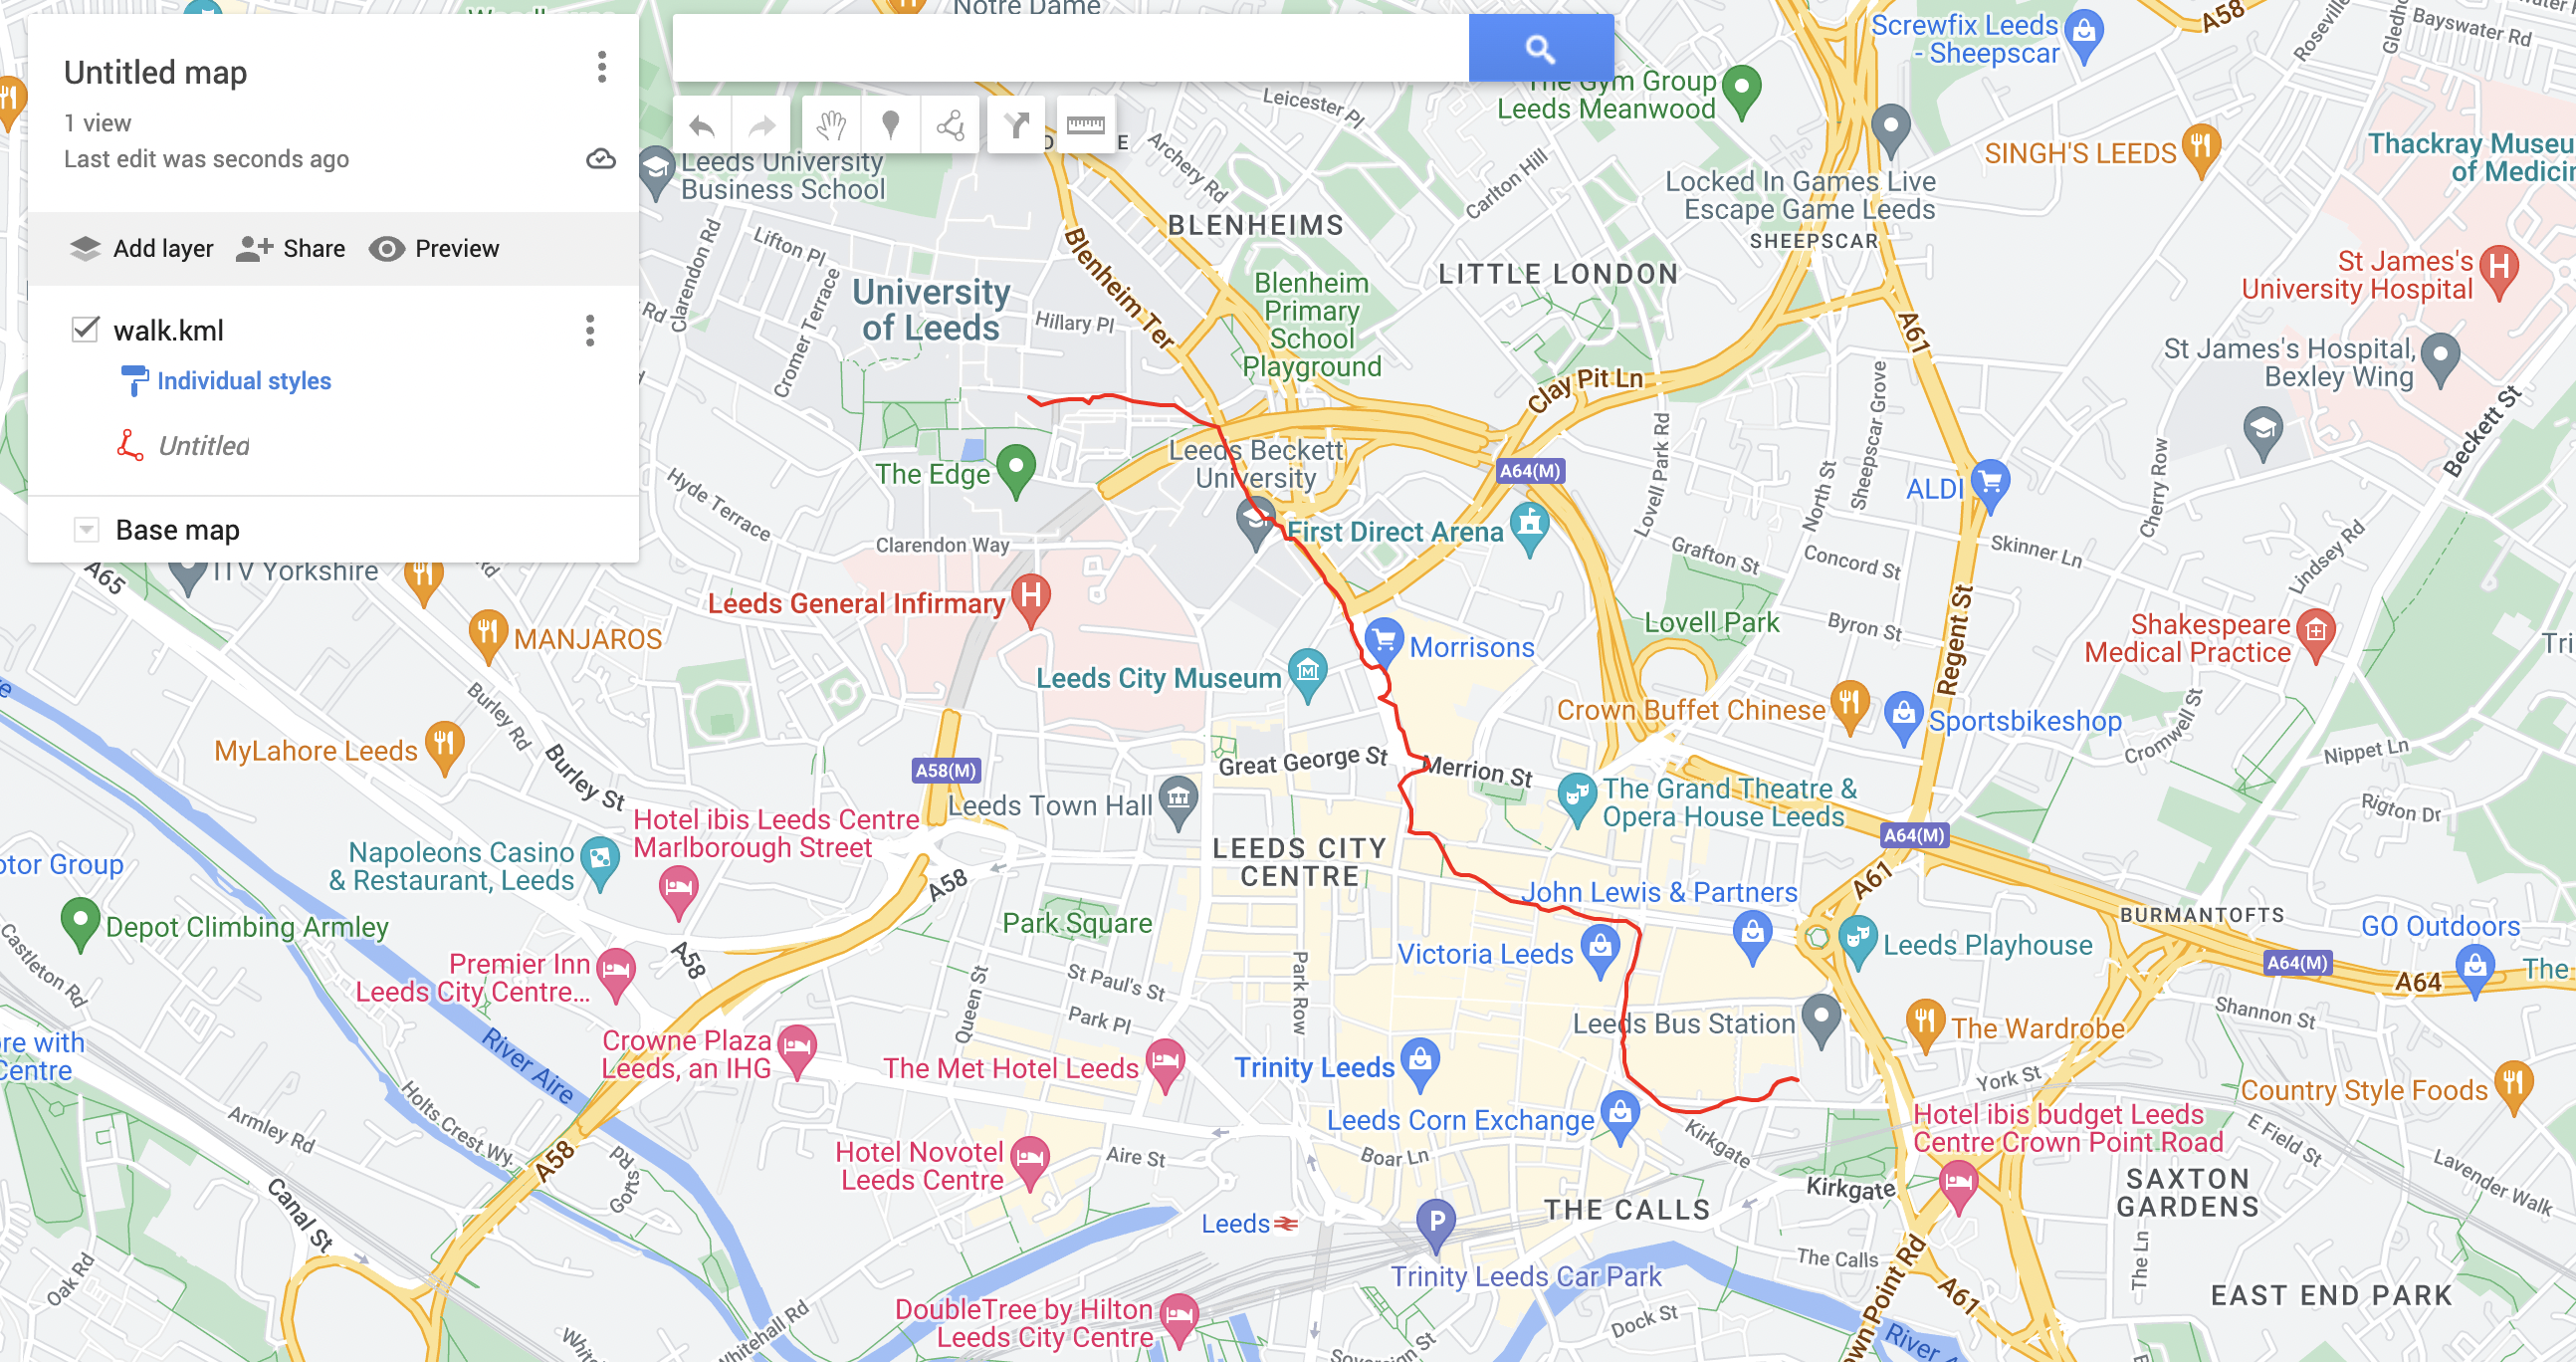 Notre Dame
Untitled map
1 view
Last edit was seconds ago
Add layer
Share
Preview
walk.kml
Individual styles
Untitled
Base map
Screwfix Leeds
- Sheepscar
A58
Bayswater Rd
The Gym Group
Leeds Meanwood
Leicester Pl
Archery Rd
Carlton Hill
SINGH'S LEEDS
Leeds University
Business School
Locked In Games Live
Escape Game Leeds
SHEEPSCAR
BLENHEIMS
LITTLE LONDON
Clarendon Rd
Lifton Pl
Cromer Terrace
University
of Leeds
Hillary Pl
Blenheim Ter
Blenheim
Primary
School
Playground
St James's
University Hospital
St James's Hospital,
Bexley Wing
A61
Clay Pit Ln
Beckett St
Sheepscar Grove
Lovell Park Rd
North St
Cherry Row
Leeds Beckett
University
The Edge
A64(M)
ALDI
Hyde Terrace
Clarendon Way
First Direct Arena
Grafton St
Concord St
Skinner Ln
Lindsey Rd
ITV Yorkshire
A65
MANJAROS
Leeds General Infirmary
Lovell Park
Byron St
Regent St
Shakespeare
Medical Practice
Morrisons
Leeds City Museum
Burley Rd
Crown Buffet Chinese
Sportsbikeshop
Cromwell St
Nippet Ln
MyLahore Leeds
Burley St
A58(M)
Great George St
Merrion St
The Grand Theatre &
Opera House Leeds
Rigton Dr
Leeds Town Hall
Hotel ibis Leeds Centre
Marlborough Street
Napoleons Casino
& Restaurant, Leeds
LEEDS CITY
CENTRE
A64(M)
A61
A58
John Lewis & Partners
Depot Climbing Armley
Park Square
BURMANTOFTS
GO Outdoors
Castleton Rd
A58
Victoria Leeds
Leeds Playhouse
A64(M)
A64
The
Premier Inn
Leeds City Centre...
St Paul's St
Park Pl
Queen St
Park Row
Leeds Bus Station
The Wardrobe
Shannon St
River Aire
Crowne Plaza
Leeds, an IHG
The Met Hotel Leeds
Trinity Leeds
York St
Country Style Foods
Holts Crest Wy.
Armley Rd
Leeds Corn Exchange
Kirkgate
Hotel ibis budget Leeds
Centre Crown Point Road
E Field St
Lavender Walk
A58
Gotts Rd
Hotel Novotel
Leeds Centre
Aire St
Boar Ln
Kirkgate
SAXTON
GARDENS
Canal St
Leeds
THE CALLS
The Calls
The Ln
Oak Rd
Trinity Leeds Car Park
A61
EAST END PARK
DoubleTree by Hilton
Leeds City Centre
Whitehall Rd
Dock St